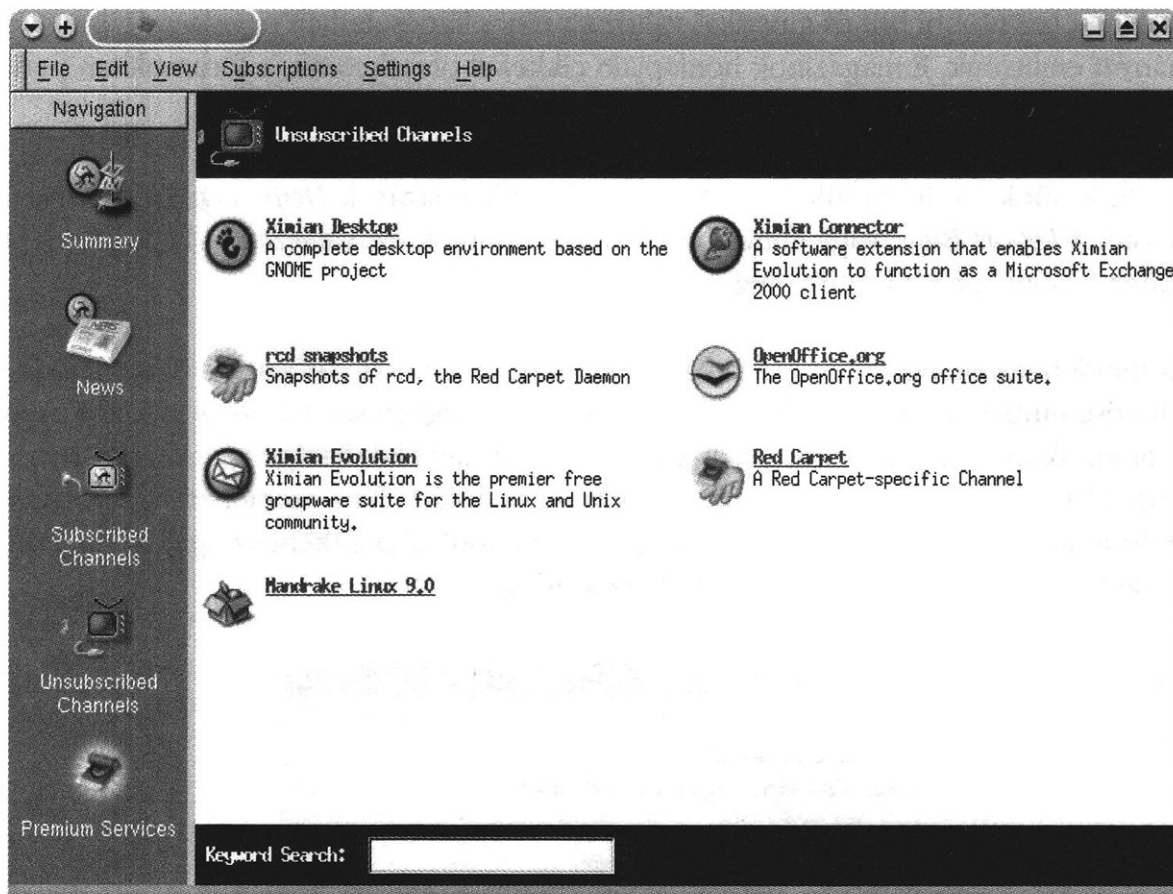 File Edit View Subscriptions Settings Help
Navigation
Summary
News
Subscribed
Channels
Unsubscribed
Channels
Premium Services
Unsubscribed Channels
Ximian Desktop
A complete desktop environment based on the
GNOME project
Ximian Connector
A software extension that enables Ximian
Evolution to function as a Microsoft Exchange
2000 client
rcd snapshots
Snapshots of rcd, the Red Carpet Daemon
OpenOffice.org
The OpenOffice.org office suite.
Ximian Evolution
Ximian Evolution is the premier free
groupware suite for the Linux and Unix
community.
Red Carpet
A Red Carpet-specific Channel
Mandrake Linux 9.0
Keyword Search: